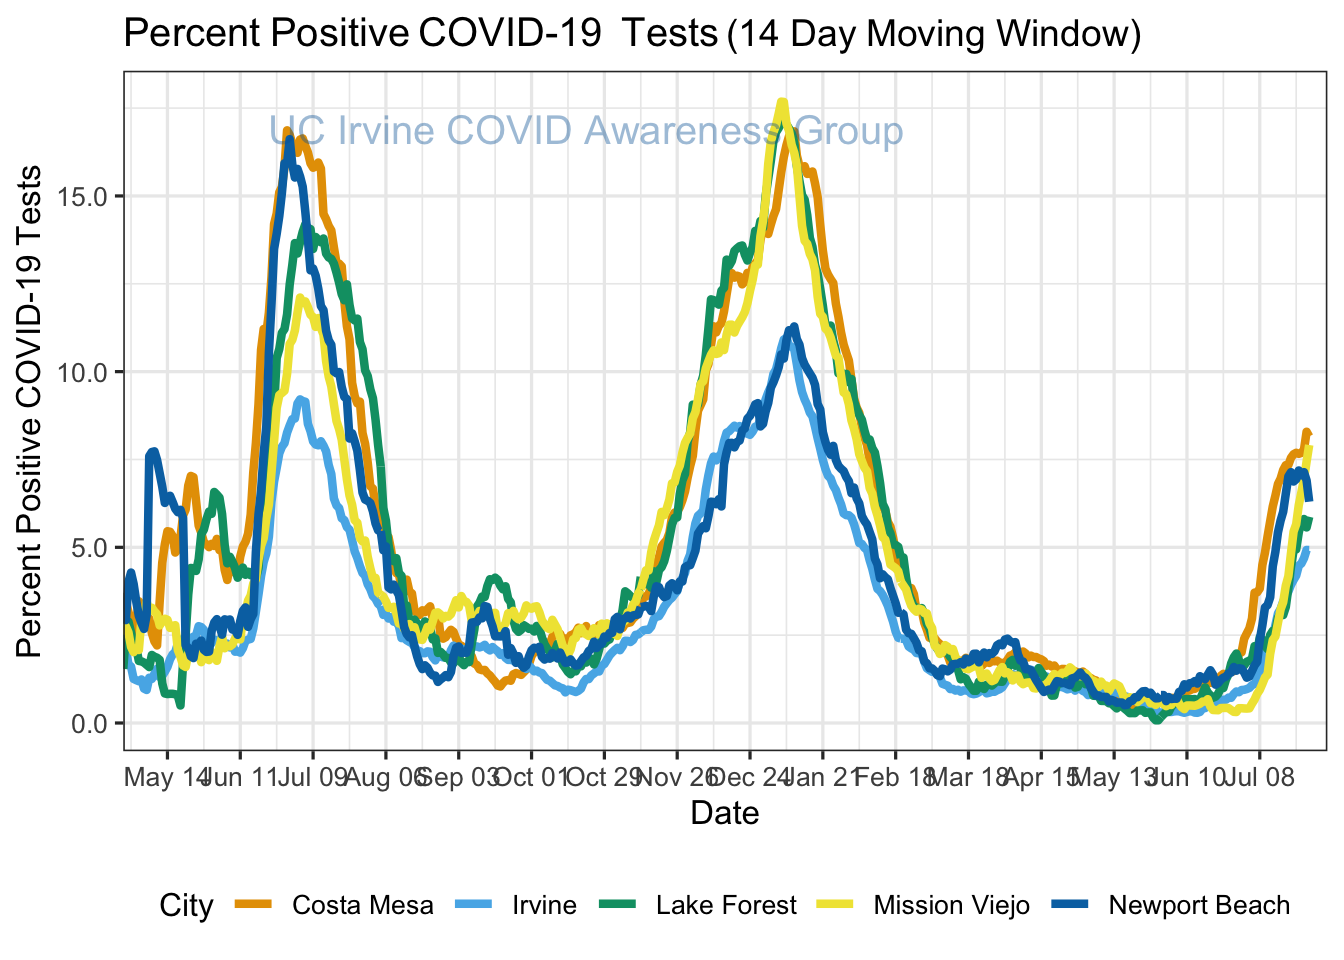 Percent Positive COVID-19 Tests (14 Day Moving Window)
UC Irvine COVID Awareness Group
Percent Positive COVID-19 Tests
15.0
10.0
5.0
0.0
May 14 Jun 11 Jul 09 Aug 06 Sep 03 Oct 01 Oct 29 Nov 26 Dec 24 Jan 21 Feb 18 Mar 18 Apr 15 May 13 Jun 10 Jul 08
Date
City Costa Mesa Irvine Lake Forest Mission Viejo Newport Beach